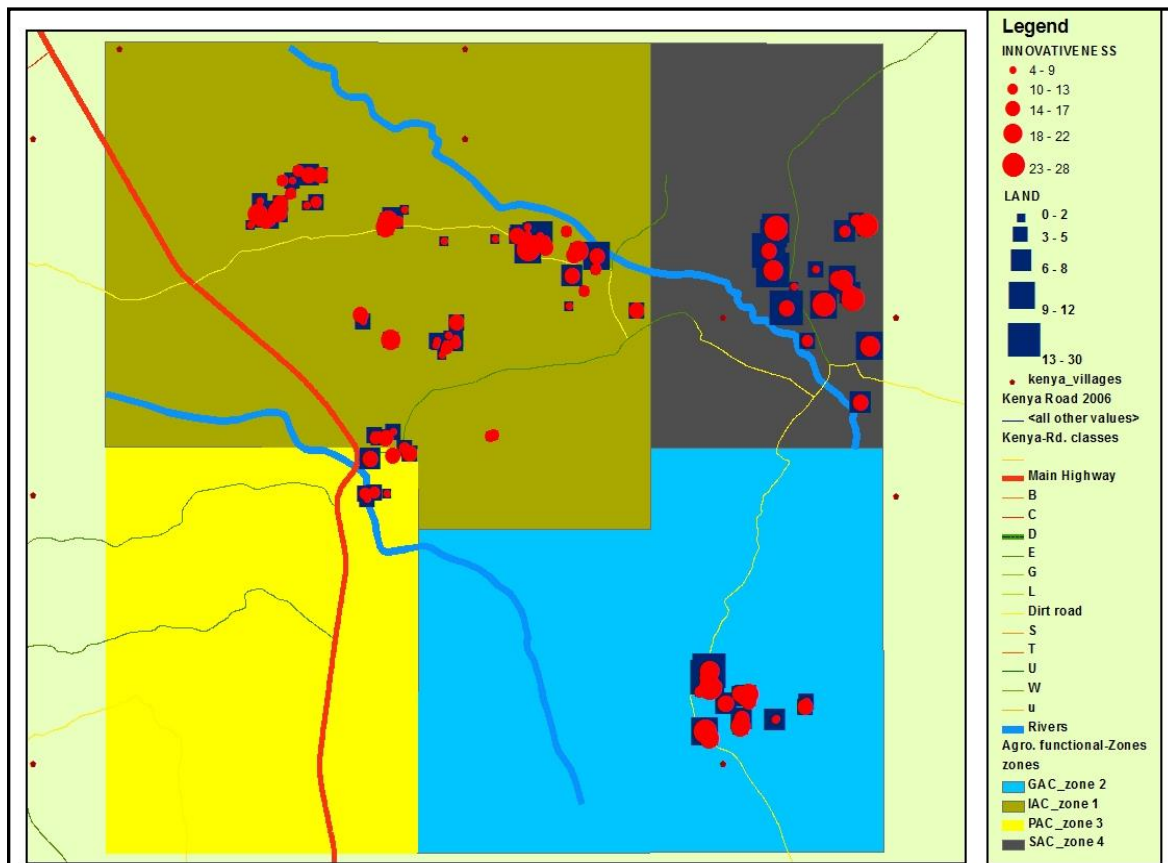 Legend
INNOVATIVENESS
4 - 9
10 - 13
14 - 17
18 - 22
23 - 28
LAND
0 - 2
3 - 5
6 - 8
9 - 12
13 - 30
kenya_villages
Kenya Road 2006
<all other values>
Kenya-Rd. classes
Main Highway
B
C
D
E
G
L
Dirt road
S
T
U
W
u
Rivers
Agro. functional-Zones
zones
GAC_zone 2
IAC_zone 1
PAC_zone 3
SAC_zone 4